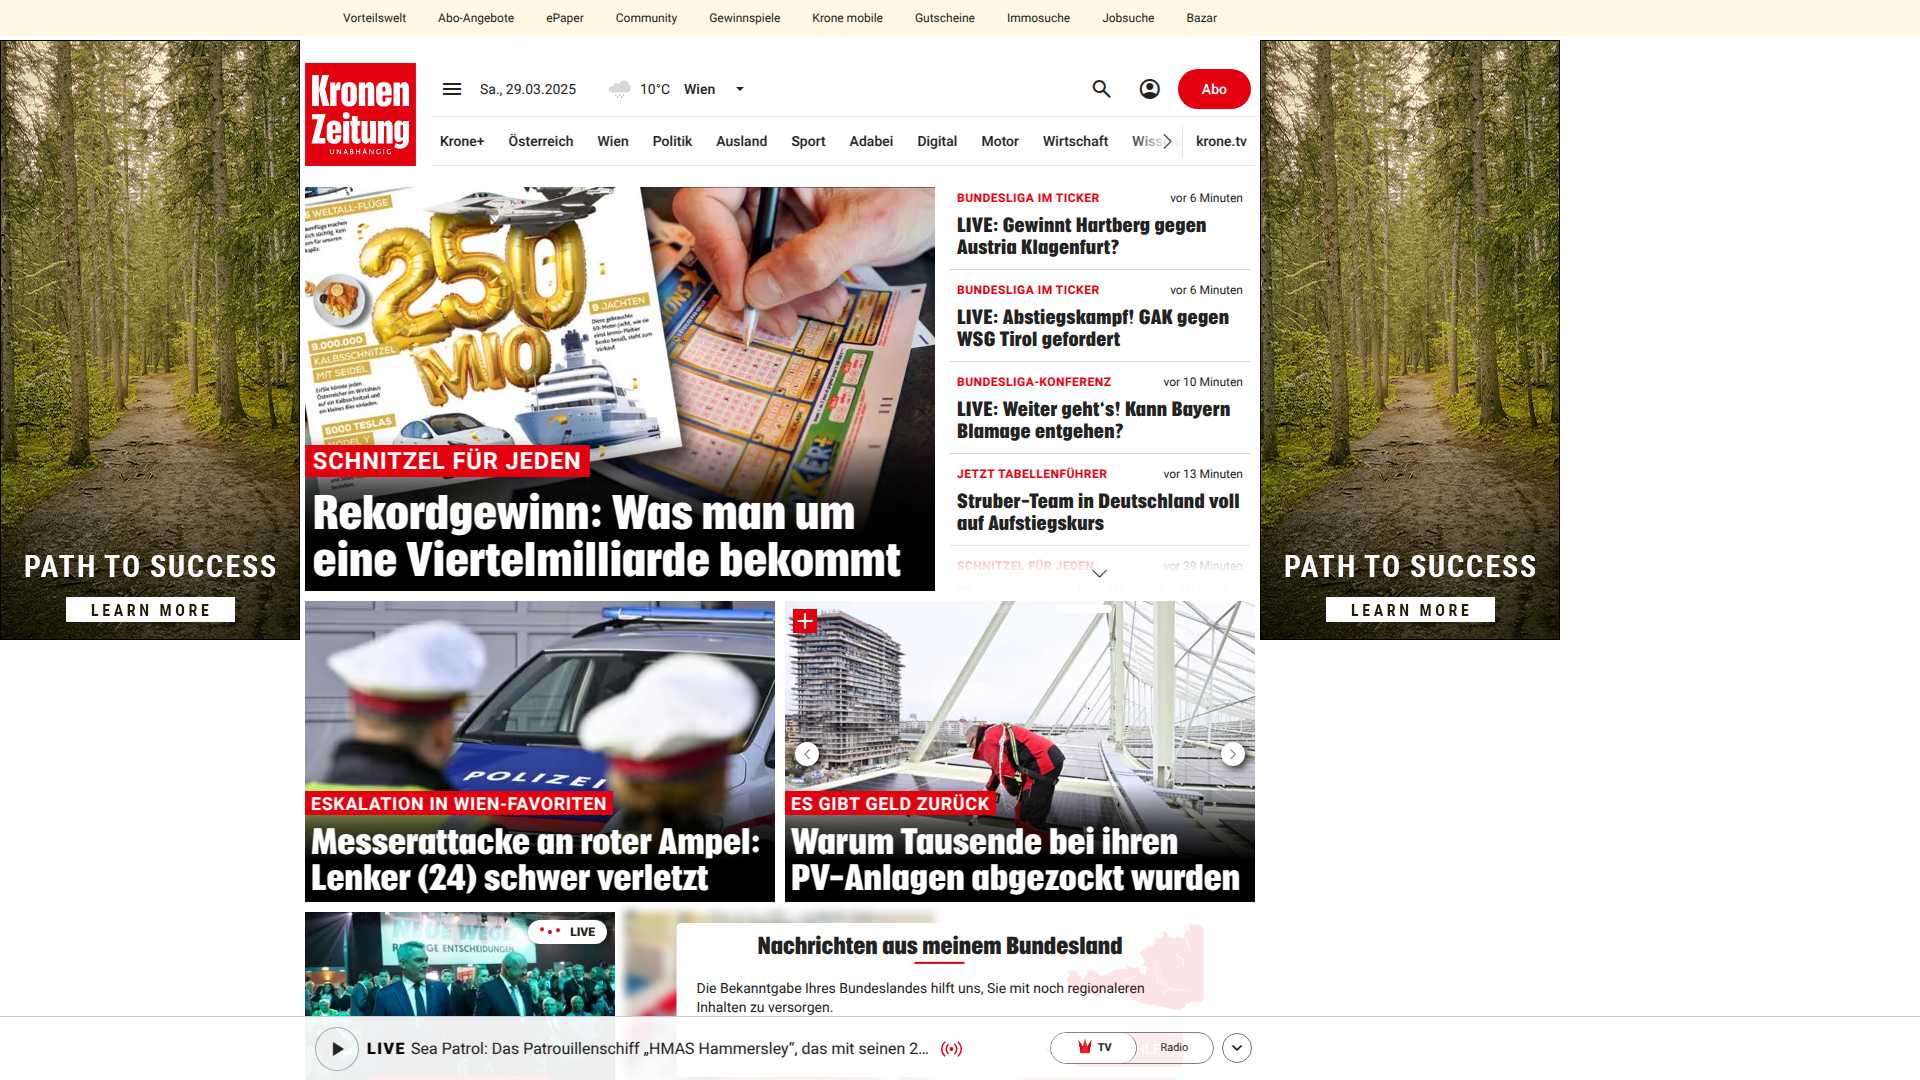 Vorteilswelt Abo-Angebote ePaper Community Gewinnspiele Krone mobile Gutscheine Immosuche Jobsuche Bazar
Kronen
Zeitung
UNABHÄNGIG
Sa., 29.03.2025 10°C Wien
Abo
Krone+ Österreich Wien Politik Ausland Sport Adabei Digital Motor Wirtschaft Wiss krone.tv
WELTALL-FLÜGE
250
MIO
9 JACHTEN
9.000.000
KALBSSCHNITZEL
MIT SEIDEL
5000 TESLAS
MODEL Y
SCHNITZEL FÜR JEDEN
Rekordgewinn: Was man um
eine Viertelmilliarde bekommt
BUNDESLIGA IM TICKER vor 6 Minuten
LIVE: Gewinnt Hartberg gegen
Austria Klagenfurt?
BUNDESLIGA IM TICKER vor 6 Minuten
LIVE: Abstiegskampf! GAK gegen
WSG Tirol gefordert
BUNDESLIGA-KONFERENZ vor 10 Minuten
LIVE: Weiter geht‘s! Kann Bayern
Blamage entgehen?
JETZT TABELLENFÜHRER vor 13 Minuten
Struber-Team in Deutschland voll
auf Aufstiegskurs
SCHNITZEL FÜR JEDEN vor 39 Minuten
PATH TO SUCCESS
LEARN MORE
PATH TO SUCCESS
LEARN MORE
POLIZEI
ESKALATION IN WIEN-FAVORITEN
Messerattacke an roter Ampel:
Lenker (24) schwer verletzt
ES GIBT GELD ZURÜCK
Warum Tausende bei ihren
PV-Anlagen abgezockt wurden
NEUE WEGE
ENTSCHEIDUNGEN
LIVE
Nachrichten aus meinem Bundesland
Die Bekanntgabe Ihres Bundeslandes hilft uns, Sie mit noch regionaleren
Inhalten zu versorgen.
LIVE Sea Patrol: Das Patrouillenschiff „HMAS Hammersley“, das mit seinen 2...
TV Radio